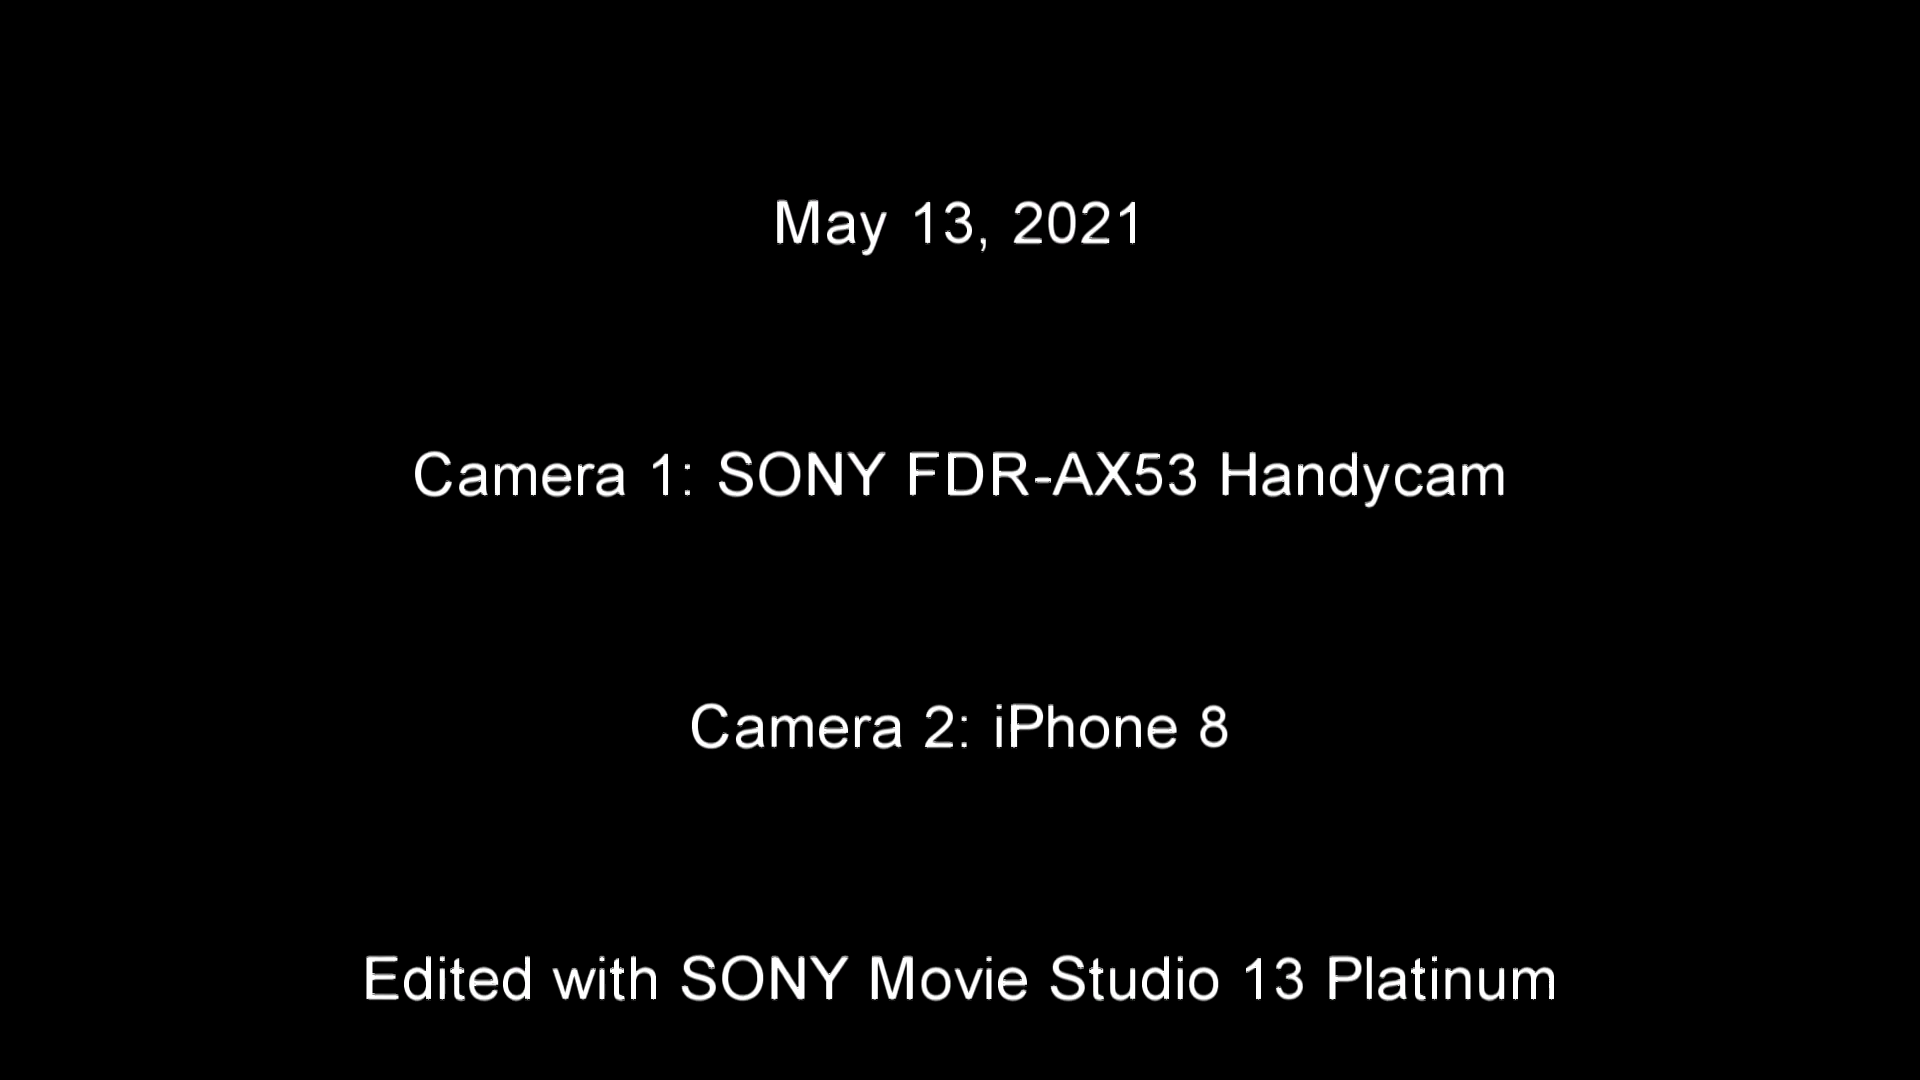 May 13, 2021
Camera 1: SONY FDR-AX53 Handycam
Camera 2: iPhone 8
Edited with SONY Movie Studio 13 Platinum